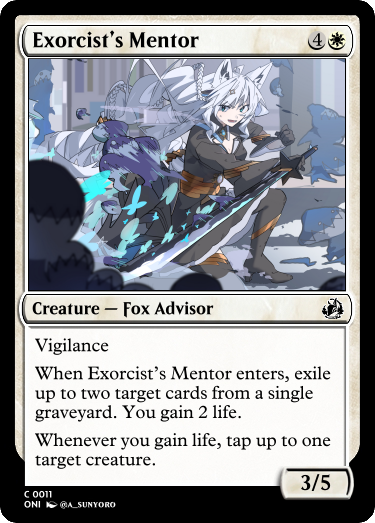 Exorcist's Mentor 4
Creature — Fox Advisor
Vigilance
When Exorcist's Mentor enters, exile
up to two target cards from a single
graveyard. You gain 2 life.
Whenever you gain life, tap up to one
target creature.
3/5
C 0011
ONI @A_SUNYORO